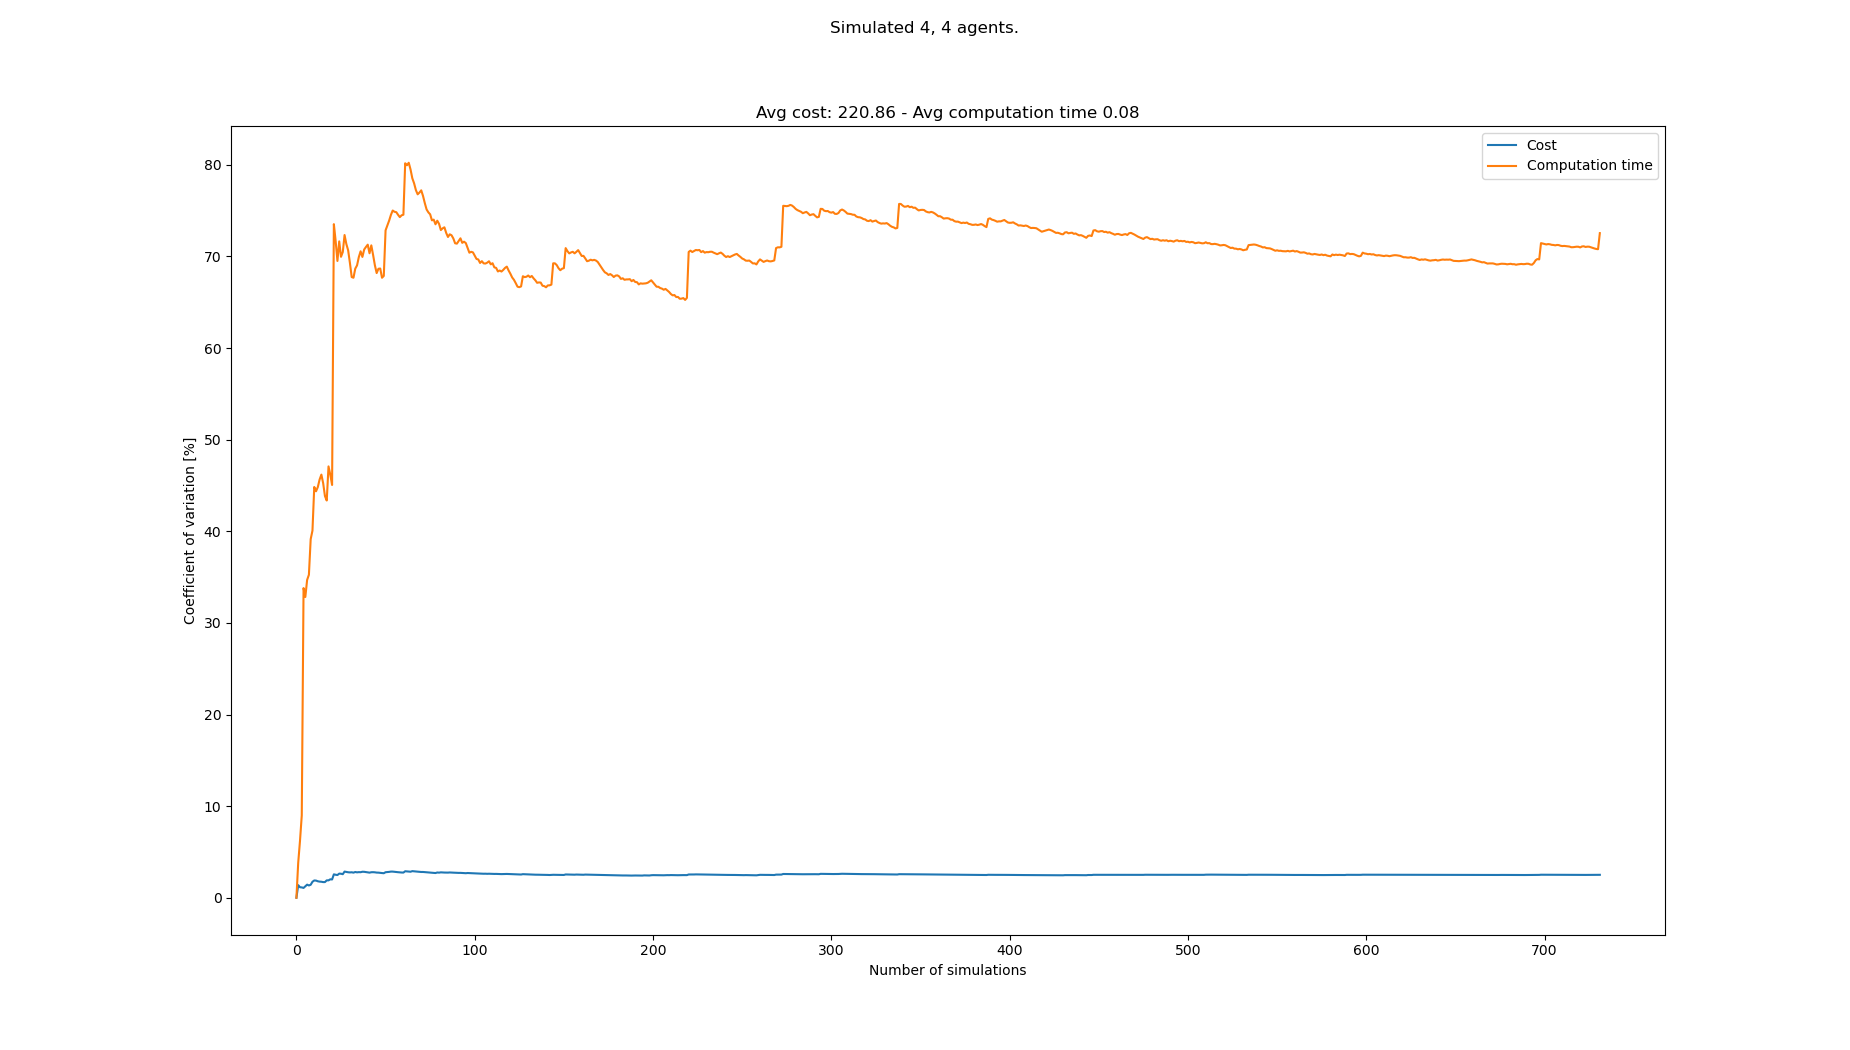 Simulated 4, 4 agents.
Avg cost: 220.86 - Avg computation time 0.08
Cost
Computation time
Coefficient of variation [%]
80
70
60
50
40
30
20
10
0
0 100 200 300 400 500 600 700
Number of simulations